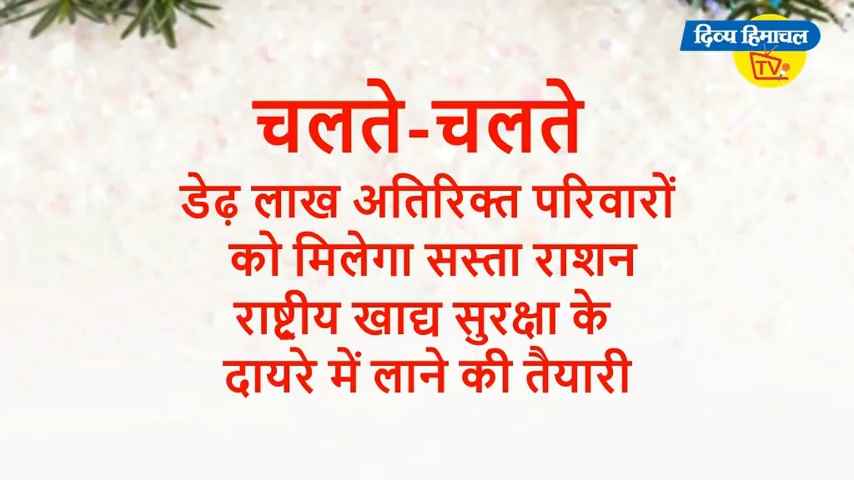 दिव्य हिमाचल
TV
चलते-चलते
डेढ़ लाख अतिरिक्त परिवारों
को मिलेगा सस्ता राशन
राष्ट्रीय खाद्य सुरक्षा के
दायरे में लाने की तैयारी